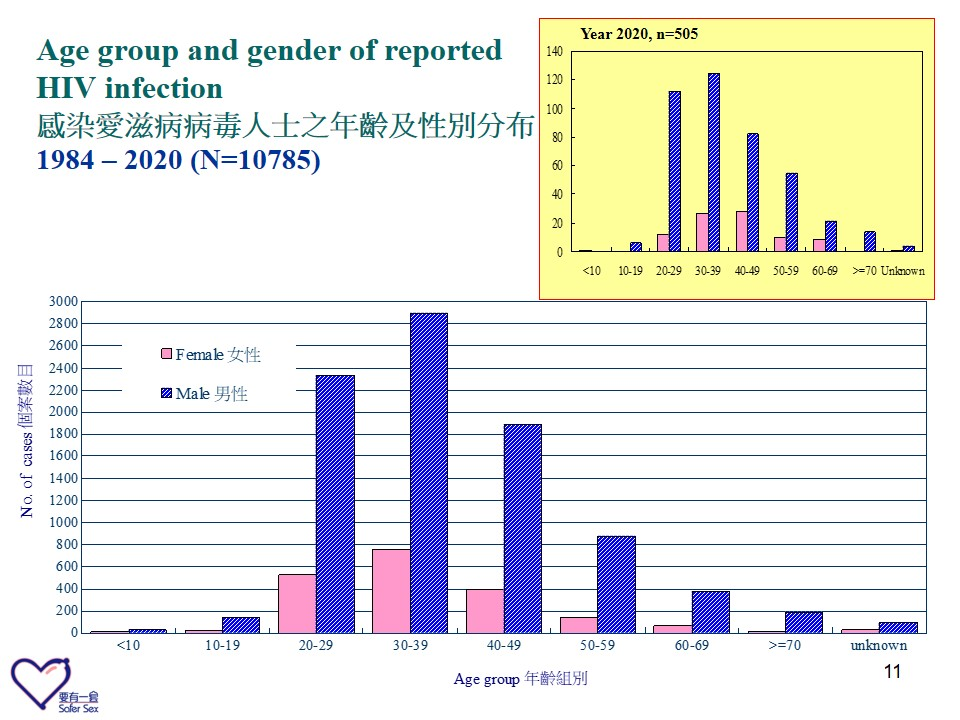 Age group and gender of reported
HIV infection
感染愛滋病病毒人士之年齡及性別分布
1984 – 2020 (N=10785)
Year 2020, n=505
140
120
100
80
60
40
20
0
<10 10-19 20-29 30-39 40-49 50-59 60-69 >=70 Unknown
No. of cases 個案數目
3000
2800
2600
2400
2200
2000
1800
1600
1400
1200
1000
800
600
400
200
0
Female 女性
Male 男性
<10 10-19 20-29 30-39 40-49 50-59 60-69 >=70 unknown
Age group 年齡組別
要有一套
Safer Sex
11